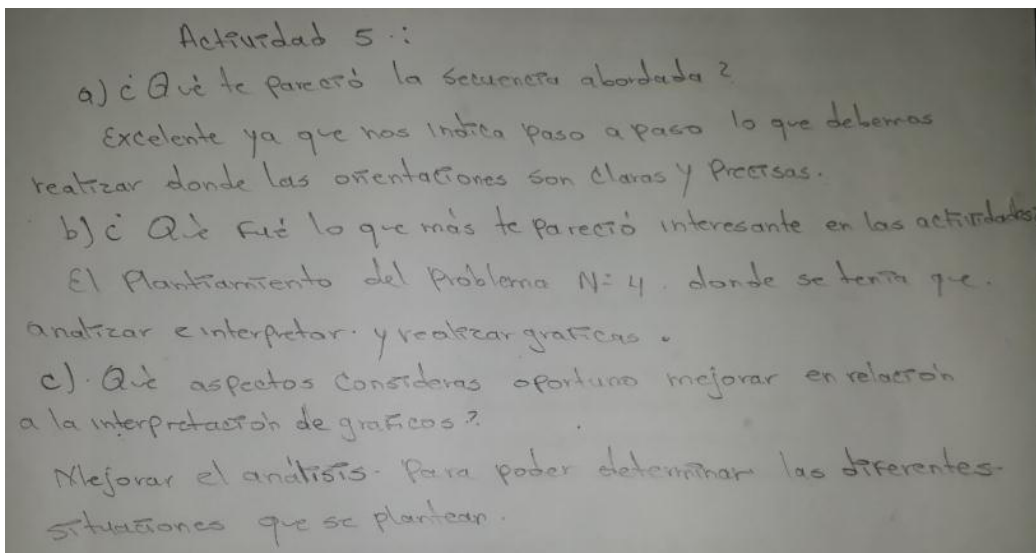 Actividad 5.:
a) ¿Qué te pareció la secuencia abordada?
Excelente ya que nos indica paso a paso lo que debemos
realizar donde las orientaciones son claras y Precisas.
b) ¿Qué Fué lo que más te Pareció interesante en las actividades?
El Plantiamiento del Problema N=4. donde se tenia que.
analizar e interpretar. y realizar graficas.
c). Qué aspectos Consideras oportuno mejorar en relación
a la interpretación de graficos?
Mejorar el análisis. Para poder determinar las diferentes.
situaciones que se plantean.